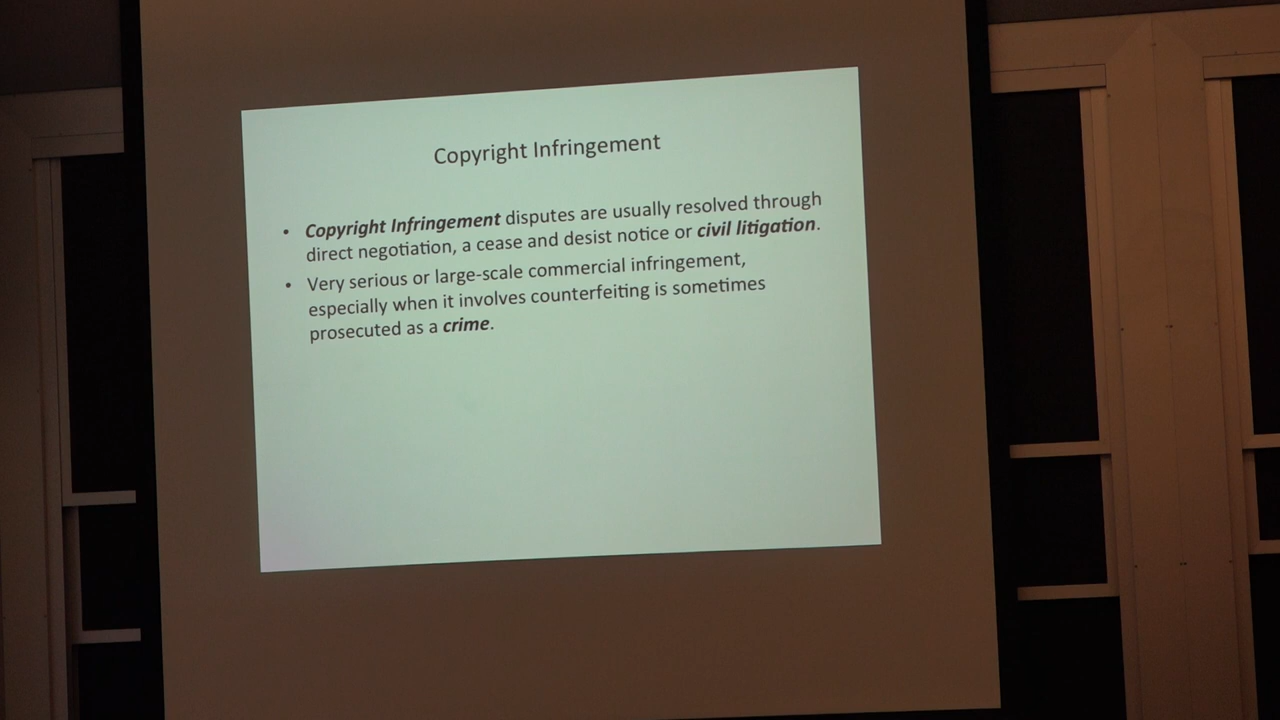 Copyright Infringement
• Copyright Infringement disputes are usually resolved through
direct negotiation, a cease and desist notice or civil litigation.
• Very serious or large-scale commercial infringement,
especially when it involves counterfeiting is sometimes
prosecuted as a crime.